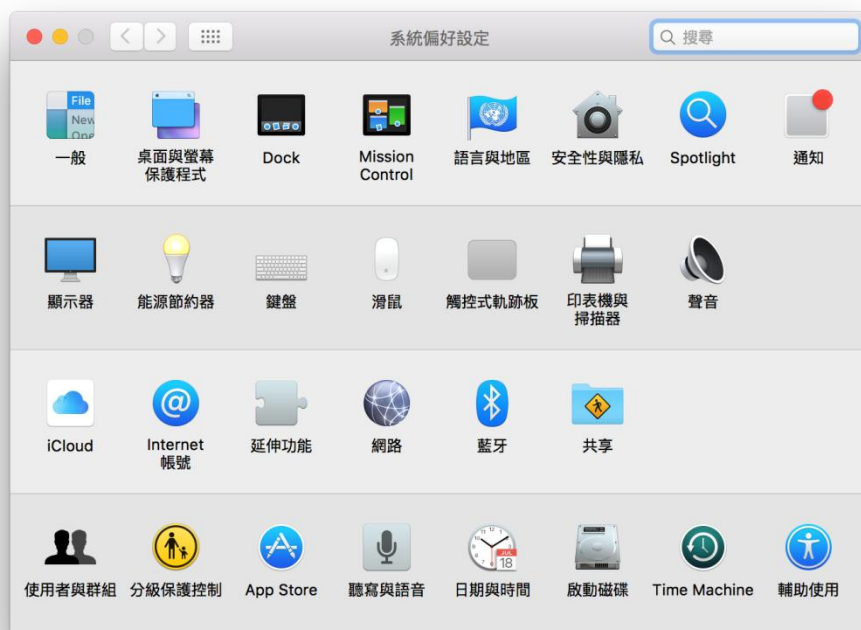 系統偏好設定
搜尋
File
New
Ope
一般
桌面與螢幕
保護程式
Dock
Mission
Control
語言與地區
安全性與隱私
Spotlight
通知
顯示器
能源節約器
鍵盤
滑鼠
觸控式軌跡板
印表機與
掃描器
聲音
iCloud
Internet
帳號
延伸功能
網路
藍牙
共享
使用者與群組
分級保護控制
App Store
聽寫與語音
JUL
18
日期與時間
啟動磁碟
Time Machine
輔助使用